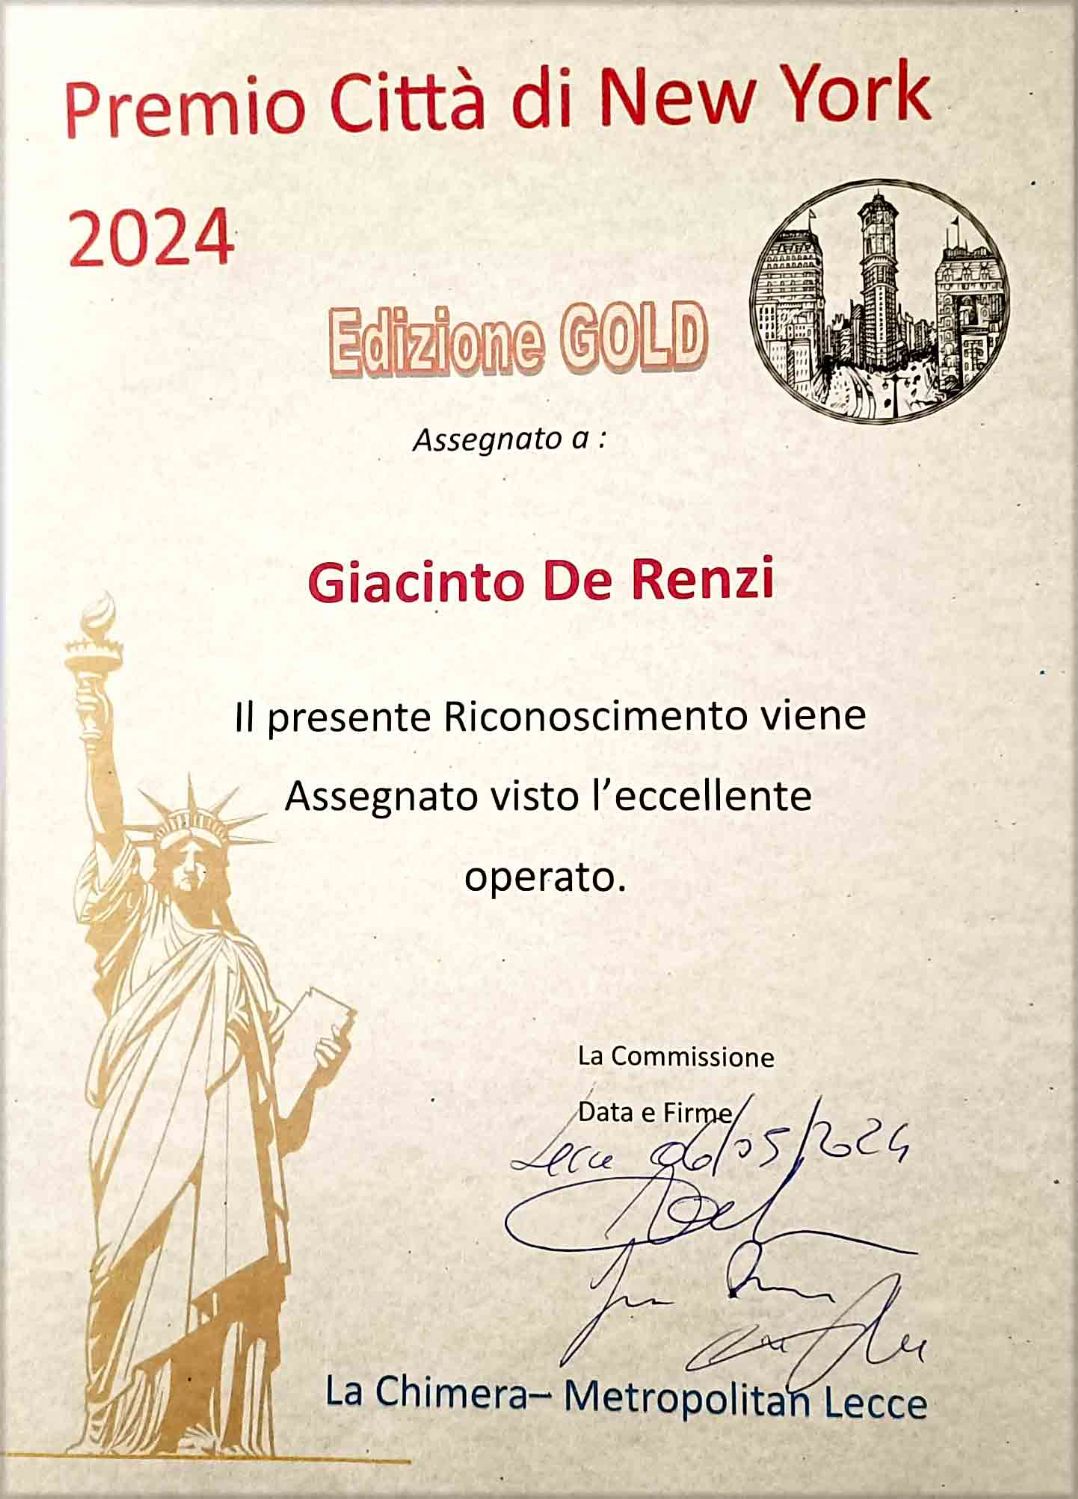 Premio Città di New York
2024
Edizione GOLD
Assegnato a :
Giacinto De Renzi
Il presente Riconoscimento viene
Assegnato visto l’eccellente
operato.
La Commissione
Data e Firme
Lecce 06/05/2024
La Chimera– Metropolitan Lecce